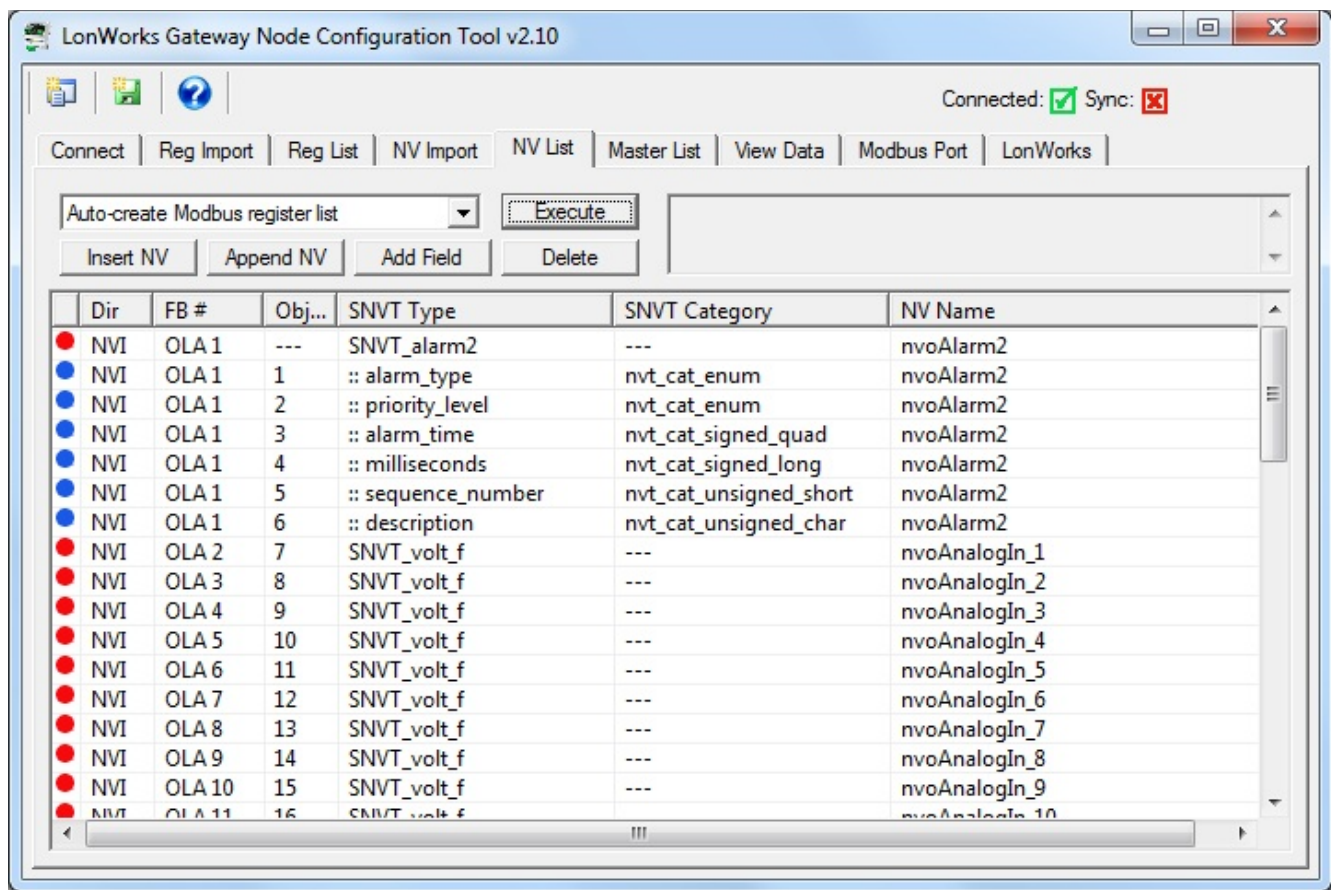 LonWorks Gateway Node Configuration Tool v2.10
Connected: Sync:
Connect Reg Import Reg List NV Import NV List Master List View Data Modbus Port LonWorks
Auto-create Modbus register list Execute
Insert NV Append NV Add Field Delete
Dir FB # Obj... SNVT Type SNVT Category NV Name
NVI OLA 1 --- SNVT_alarm2 --- nvoAlarm2
NVI OLA 1 1 :: alarm_type nvt_cat_enum nvoAlarm2
NVI OLA 1 2 :: priority_level nvt_cat_enum nvoAlarm2
NVI OLA 1 3 :: alarm_time nvt_cat_signed_quad nvoAlarm2
NVI OLA 1 4 :: milliseconds nvt_cat_signed_long nvoAlarm2
NVI OLA 1 5 :: sequence_number nvt_cat_unsigned_short nvoAlarm2
NVI OLA 1 6 :: description nvt_cat_unsigned_char nvoAlarm2
NVI OLA 2 7 SNVT_volt_f --- nvoAnalogIn_1
NVI OLA 3 8 SNVT_volt_f --- nvoAnalogIn_2
NVI OLA 4 9 SNVT_volt_f --- nvoAnalogIn_3
NVI OLA 5 10 SNVT_volt_f --- nvoAnalogIn_4
NVI OLA 6 11 SNVT_volt_f --- nvoAnalogIn_5
NVI OLA 7 12 SNVT_volt_f --- nvoAnalogIn_6
NVI OLA 8 13 SNVT_volt_f --- nvoAnalogIn_7
NVI OLA 9 14 SNVT_volt_f --- nvoAnalogIn_8
NVI OLA 10 15 SNVT_volt_f --- nvoAnalogIn_9
NVI OLA 11 16 SNVT_volt_f nvoAnalogIn_10